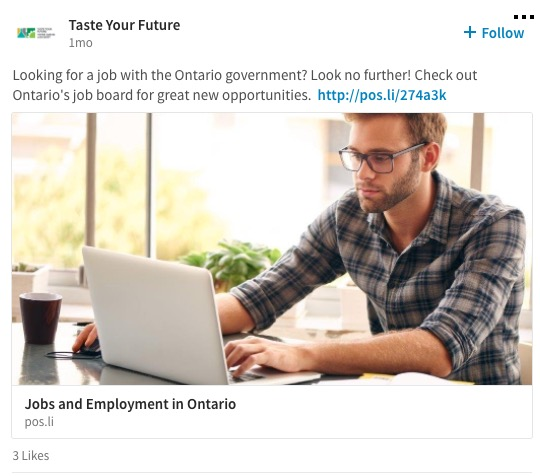 Taste Your Future
1mo
+ Follow
Looking for a job with the Ontario government? Look no further! Check out
Ontario's job board for great new opportunities. http://pos.li/274a3k
Jobs and Employment in Ontario
pos.li
3 Likes